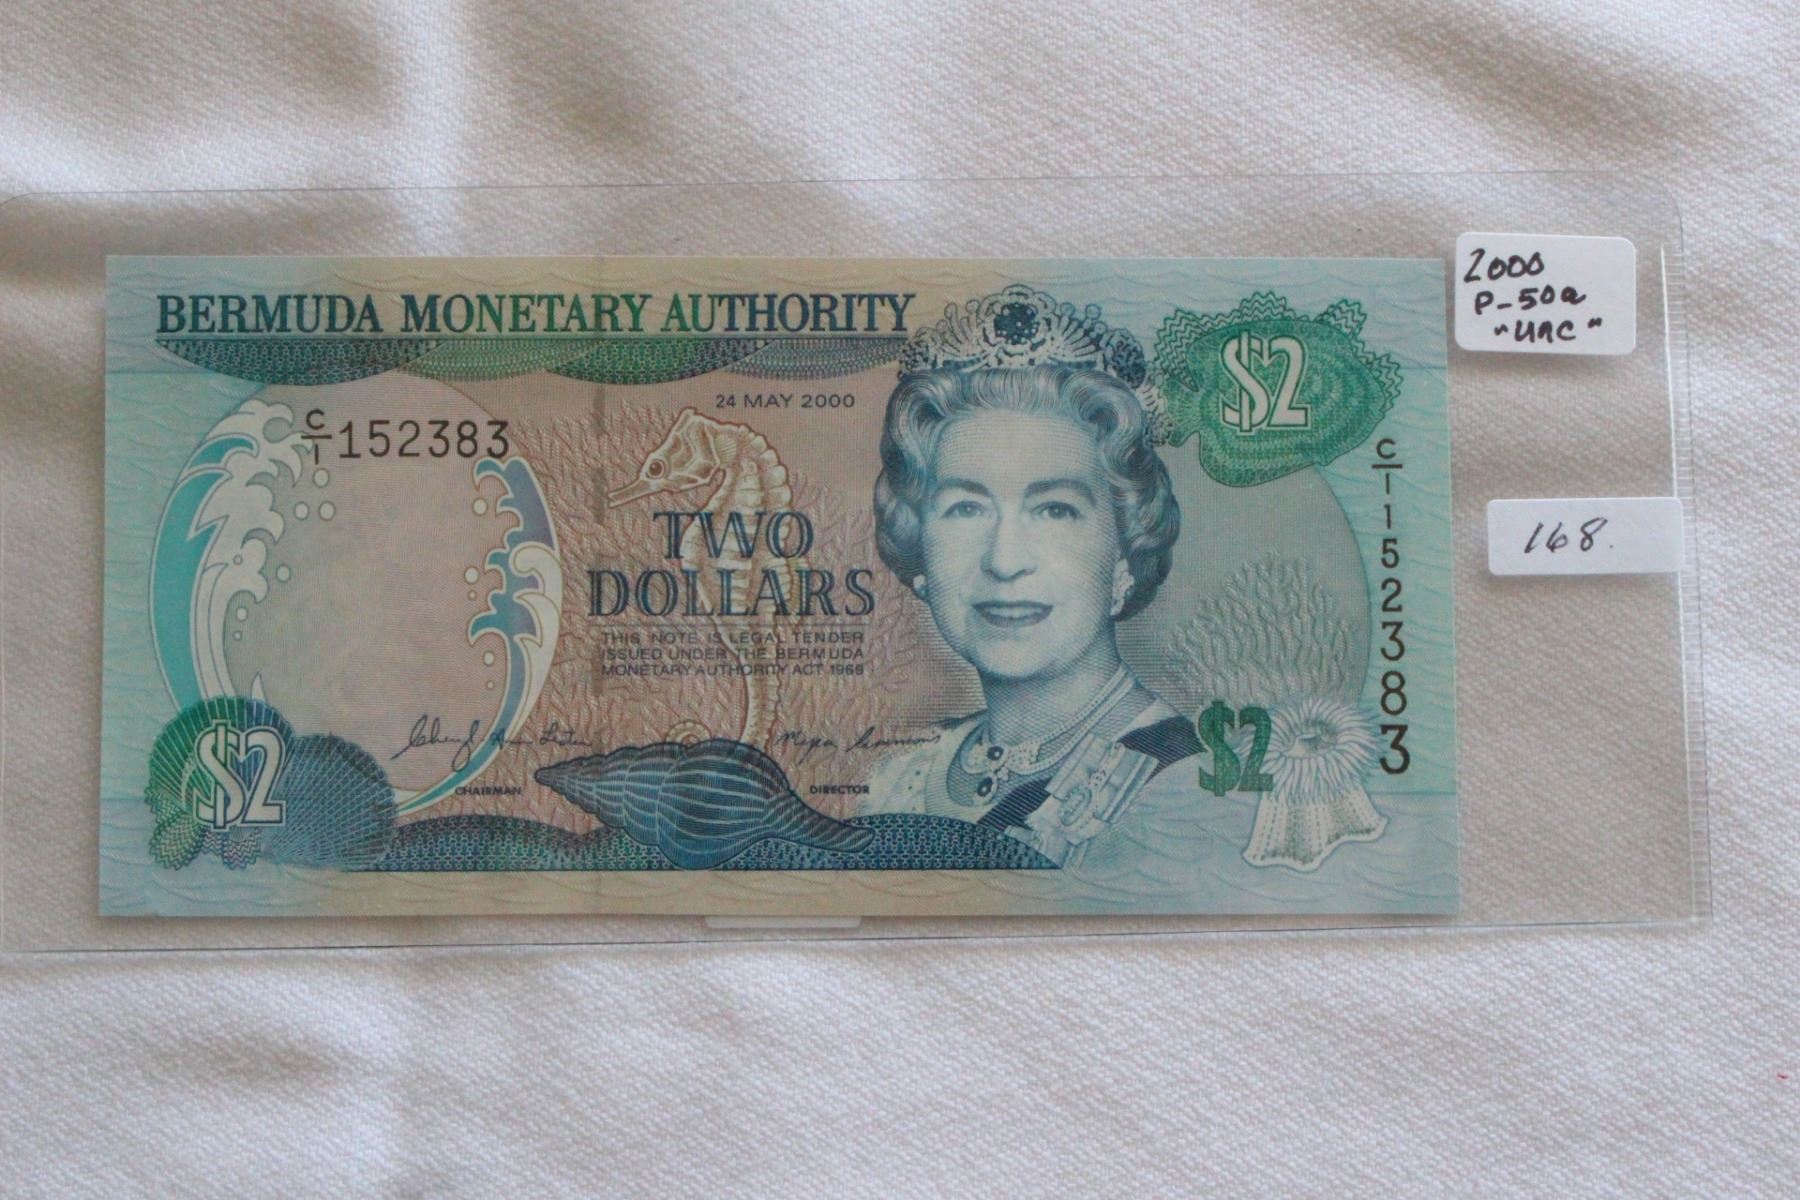 BERMUDA MONETARY AUTHORITY
24 MAY 2000
$2
C/1 152383
TWO
DOLLARS
THIS NOTE IS LEGAL TENDER
ISSUED UNDER THE BERMUDA
MONETARY AUTHORITY ACT 1969
C/1 152383
$2
$2
CHAIRMAN
DIRECTOR
2000
P-50a
"UNC"
168.